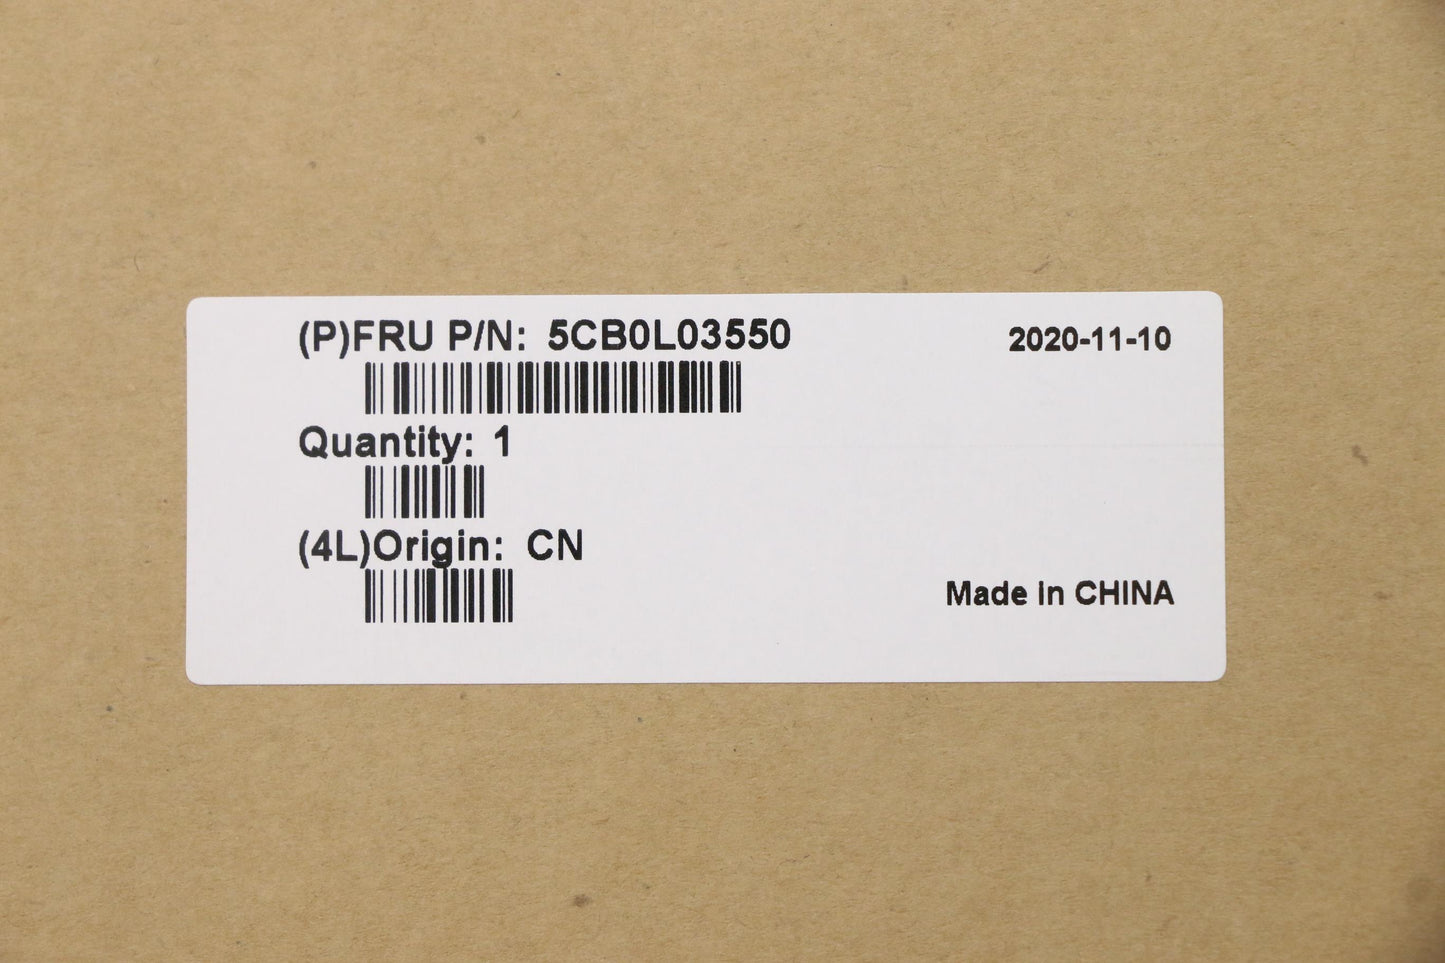 (P)FRU P/N: 5CB0L03550
2020-11-10
Quantity: 1
(4L)Origin: CN
Made in CHINA